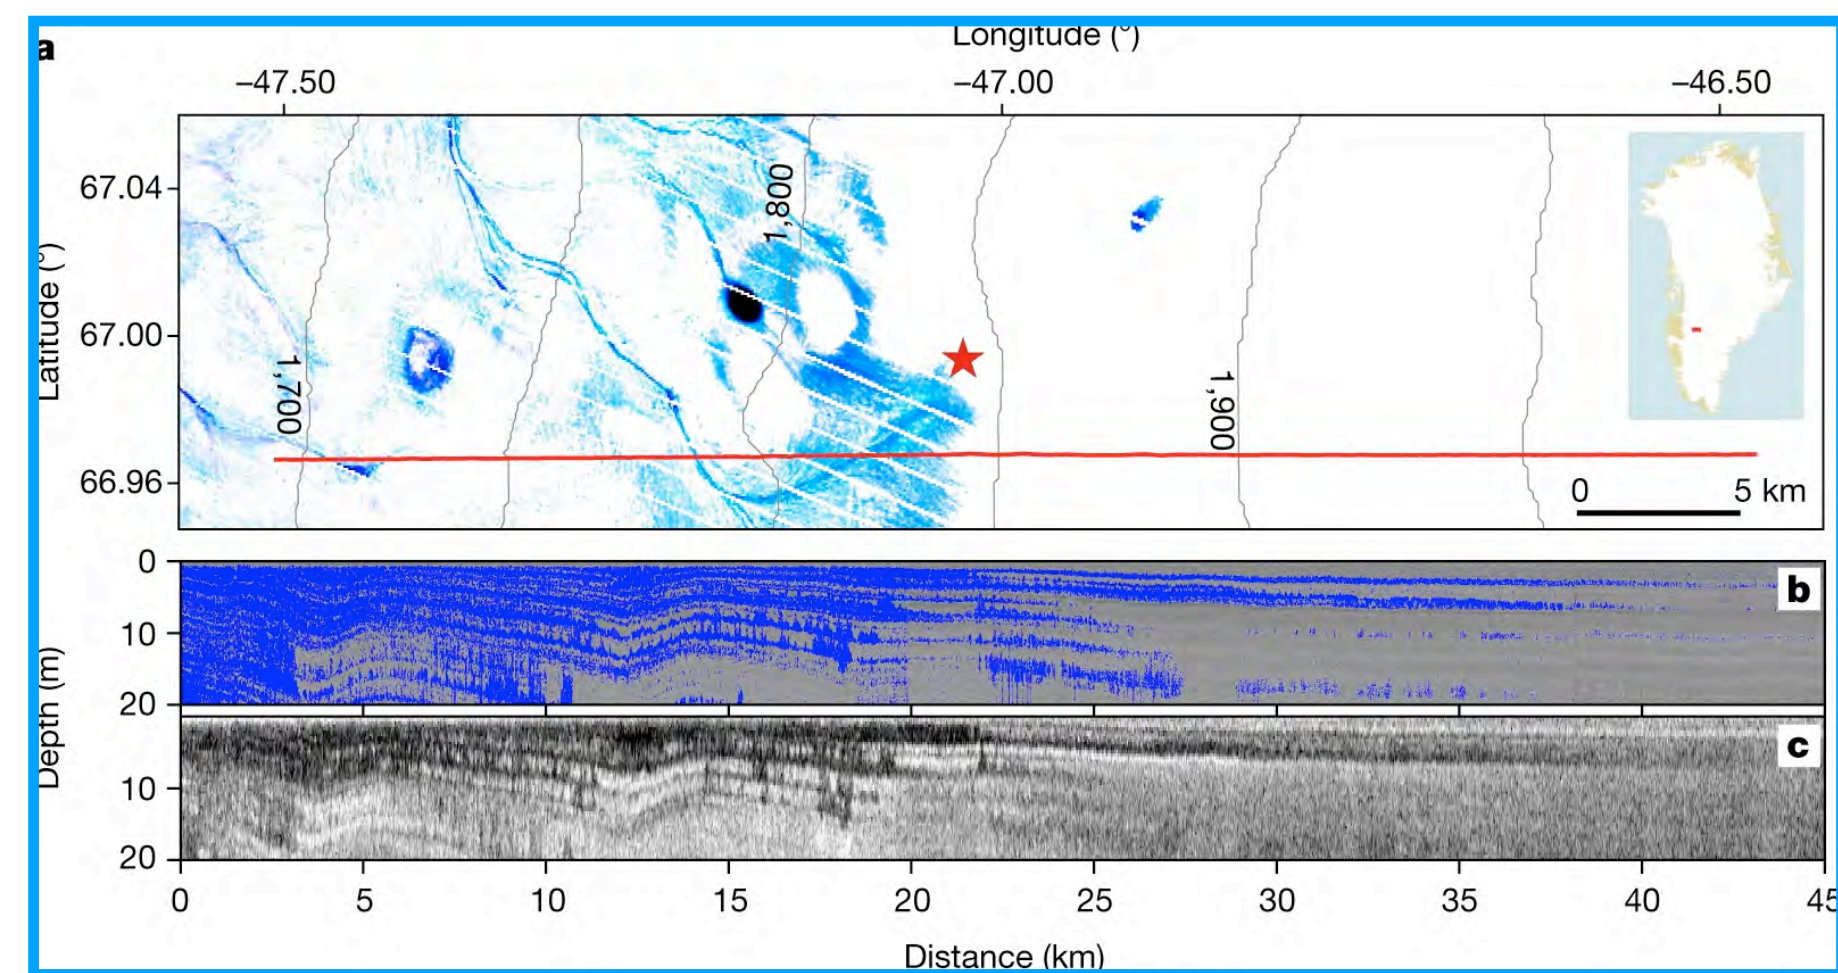 a
Longitude (°)
−47.50 −47.00 −46.50
67.04
67.00
66.96
Latitude (°)
1,700
1,800
1,900
0 5 km
b
0
10
20
c
10
20
Depth (m)
0 5 10 15 20 25 30 35 40 45
Distance (km)